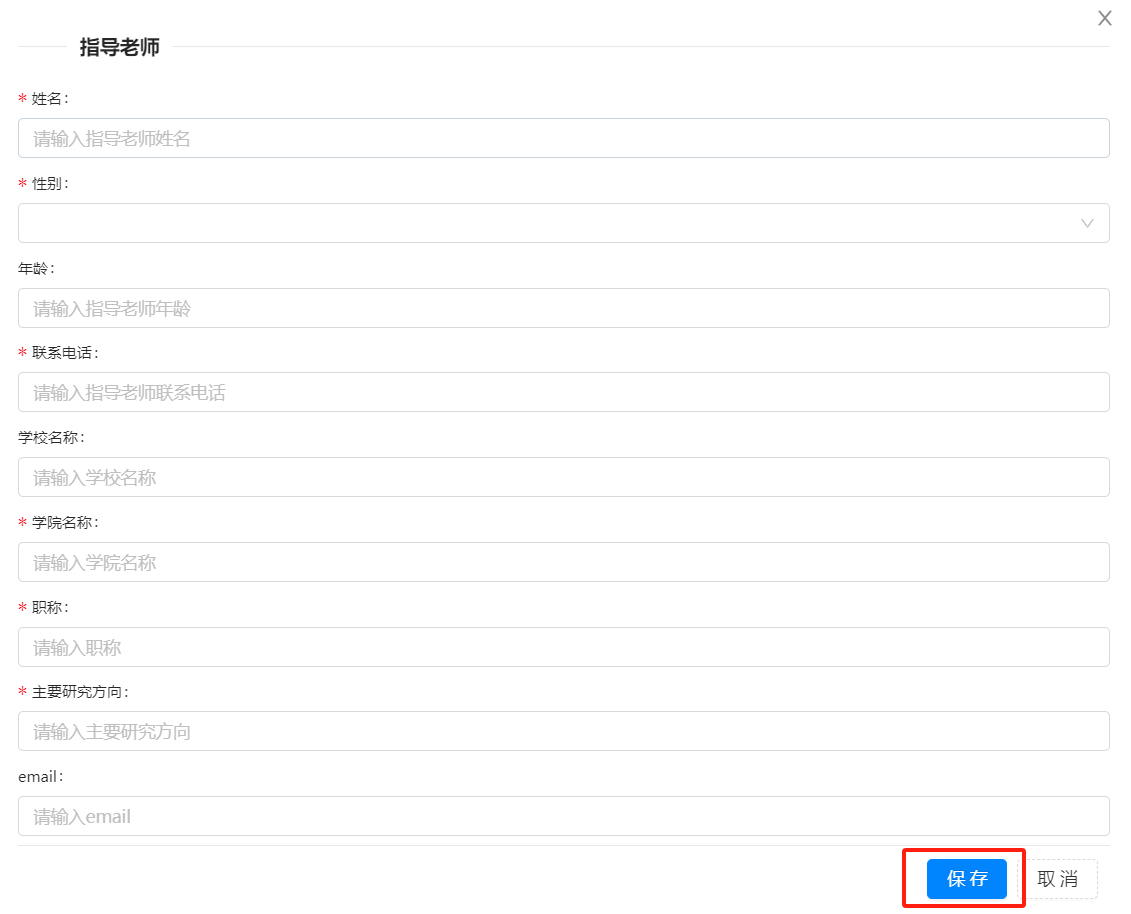 指导老师
* 姓名:
请输入指导老师姓名
* 性别:
年龄:
请输入指导老师年龄
* 联系电话:
请输入指导老师联系电话
学校名称:
请输入学校名称
* 学院名称:
请输入学院名称
* 职称:
请输入职称
* 主要研究方向:
请输入主要研究方向
email:
请输入email
保存 取消